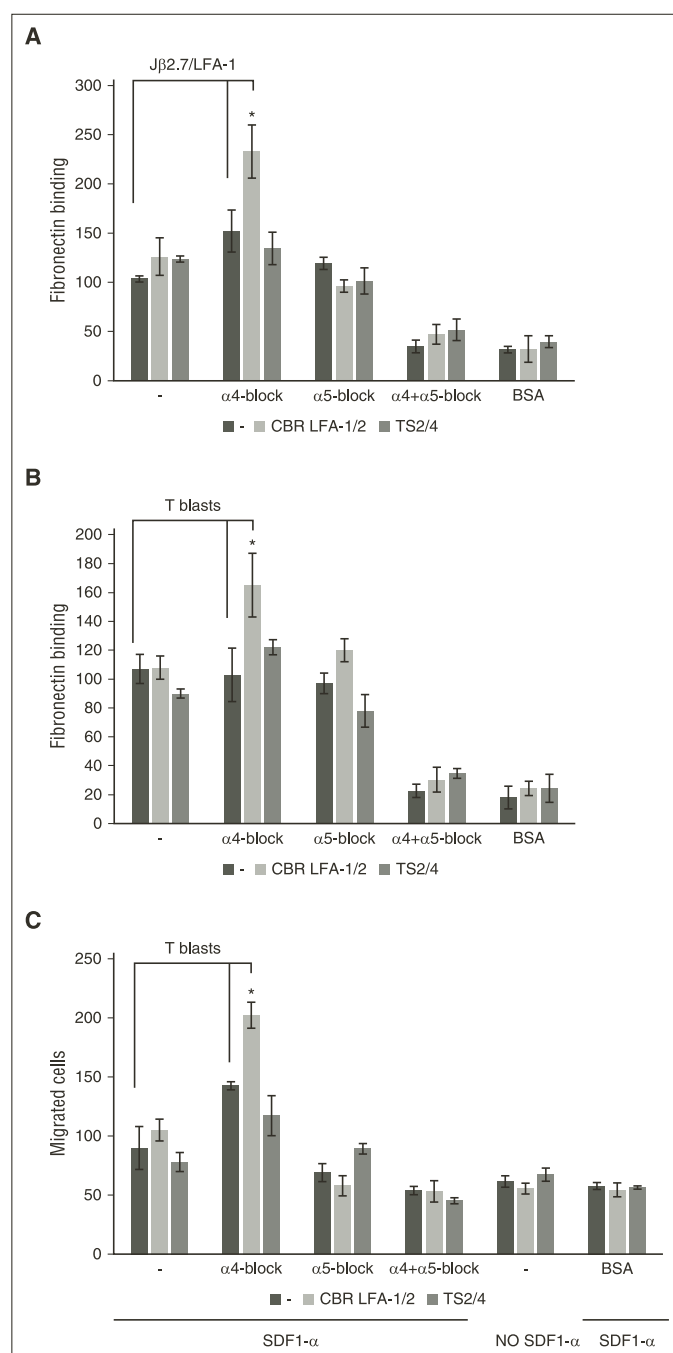 A
Jβ2.7/LFA-1
*
Fibronectin binding
300
250
200
150
100
50
0
- α4-block α5-block α4+α5-block BSA
- CBR LFA-1/2 TS2/4
B
T blasts
*
Fibronectin binding
200
180
160
140
120
100
80
60
40
20
0
- α4-block α5-block α4+α5-block BSA
- CBR LFA-1/2 TS2/4
C
T blasts
*
Migrated cells
250
200
150
100
50
0
- α4-block α5-block α4+α5-block - BSA
- CBR LFA-1/2 TS2/4
SDF1-α NO SDF1-α SDF1-α